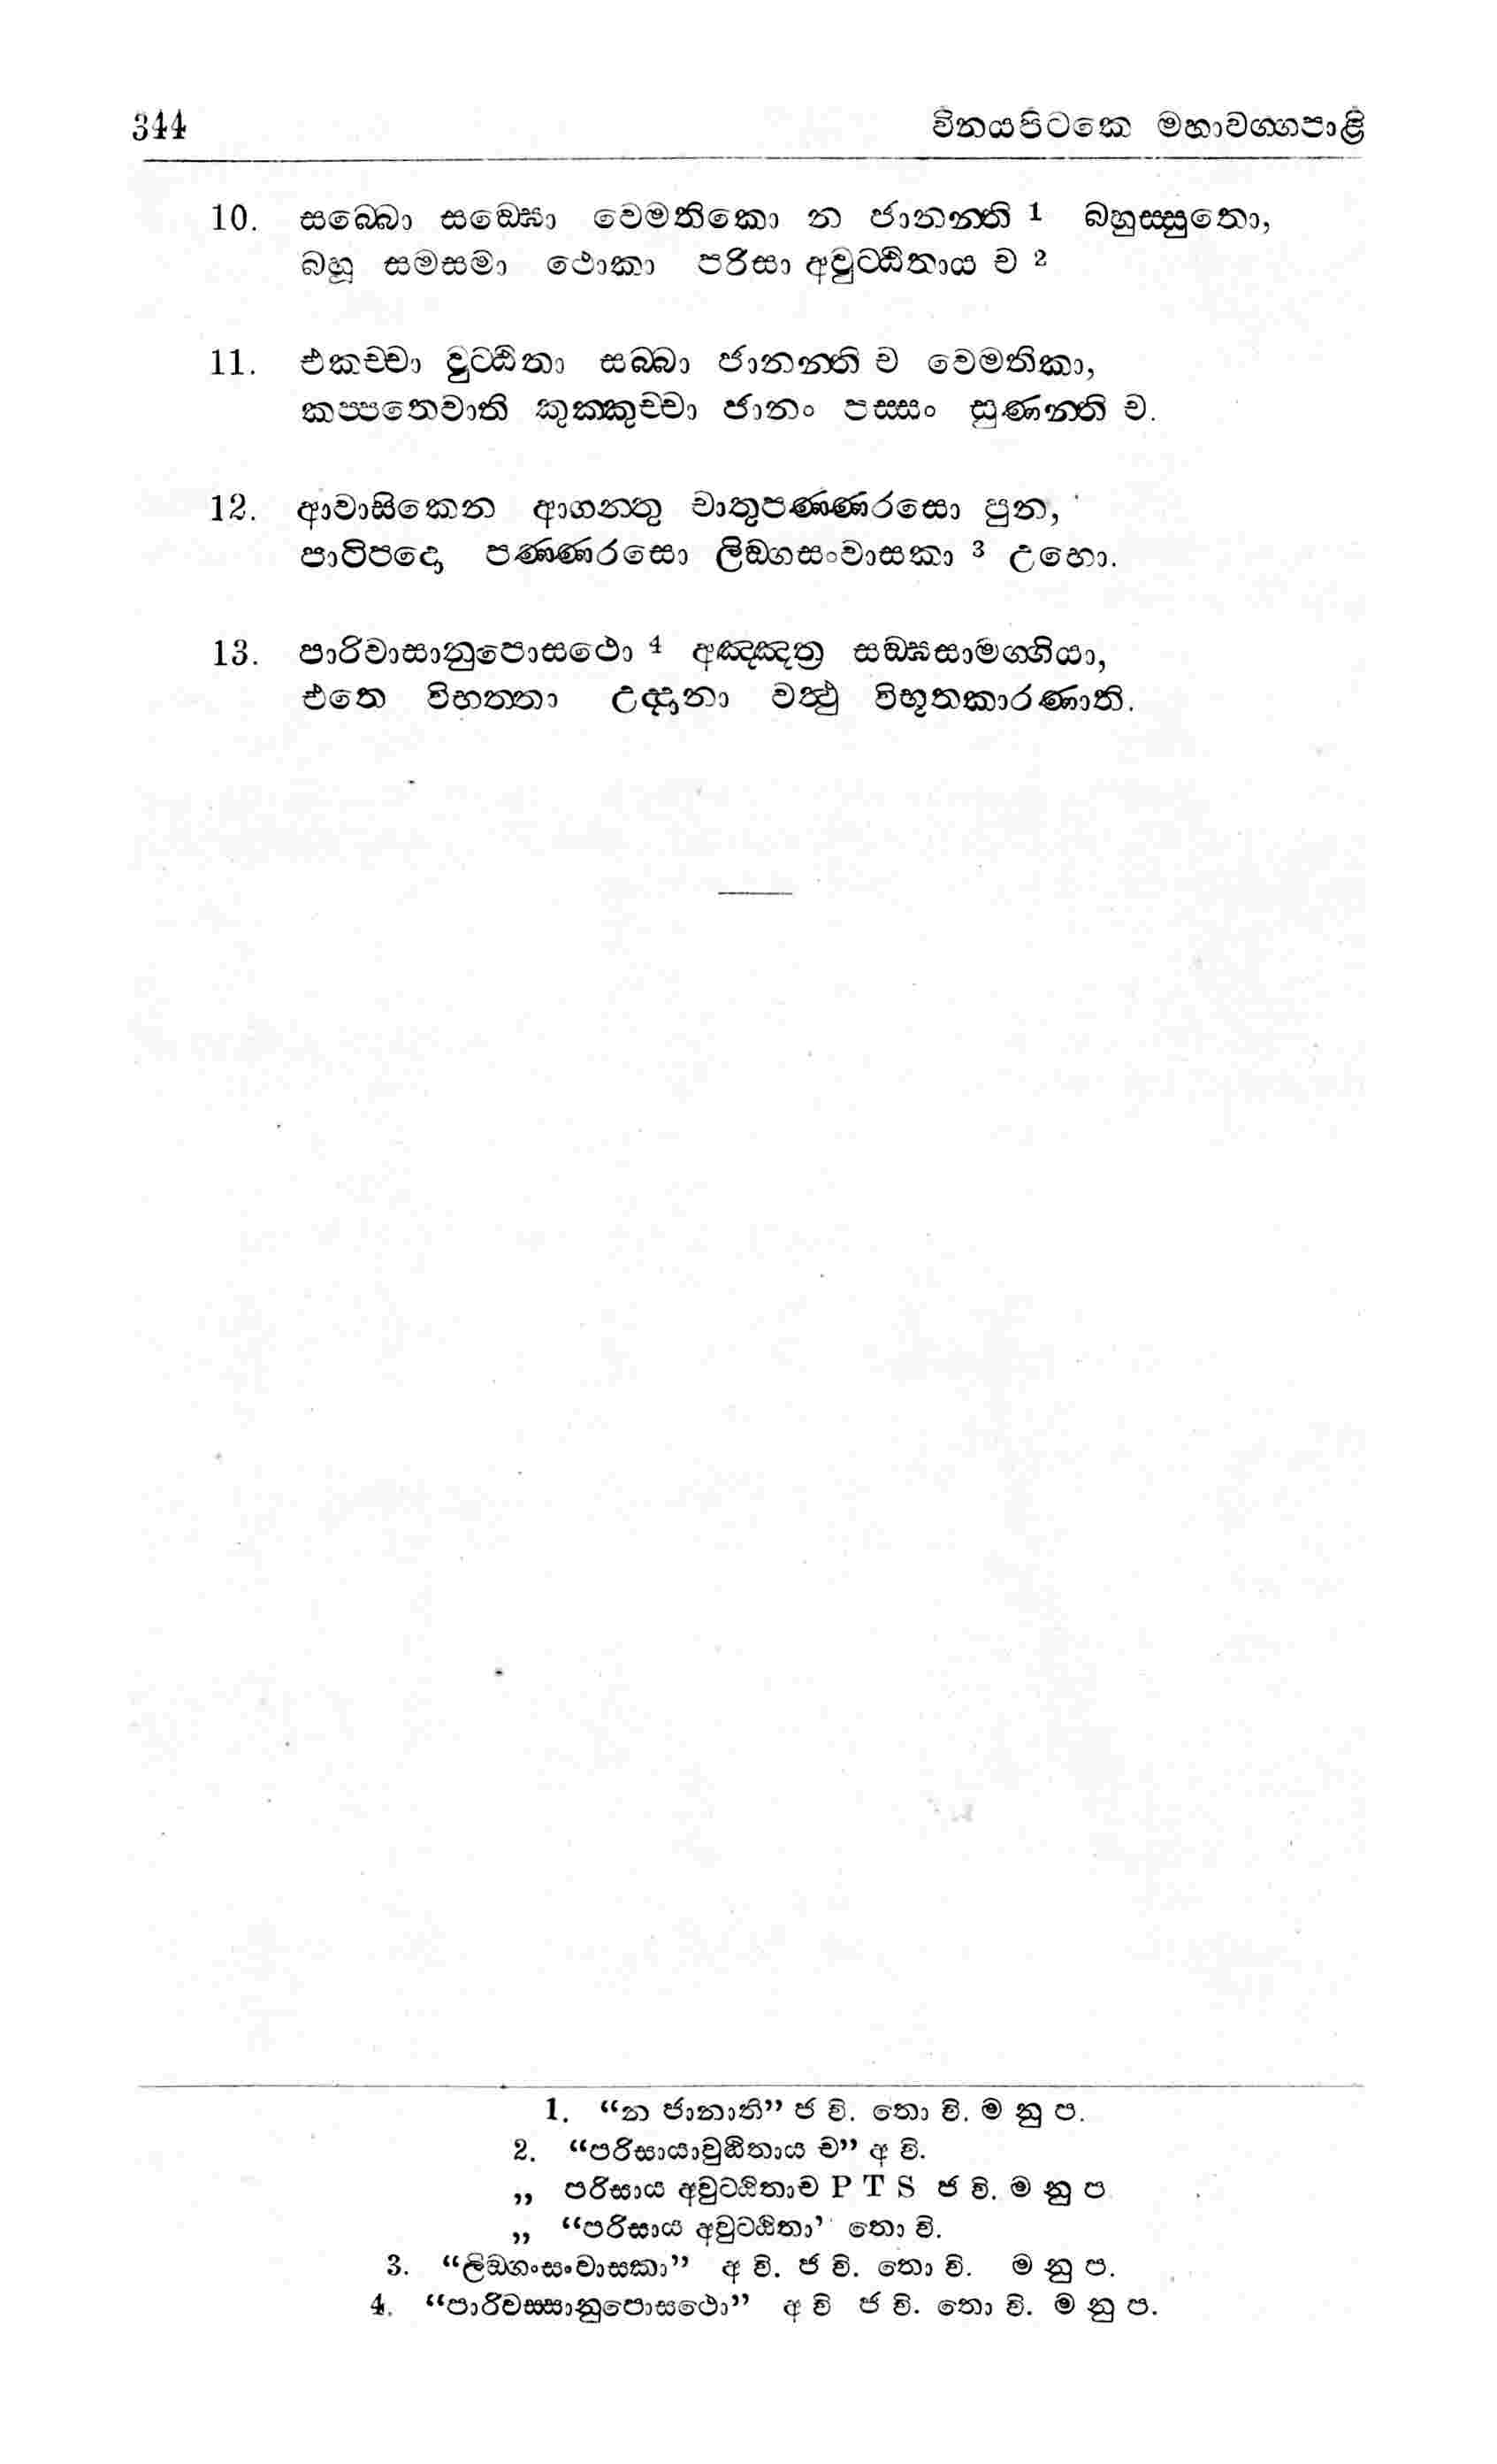 344 විනයපිටකෙ මහාවග්ගපාළි
10. සබ්බො සඞ්ඝො වෙමතිකො න ජානන්ති 1 බහුස්සුතො,
බහූ සමසමා ථොකා පරිසා අවුට්ඨිතාය ච 2
11. එකච්චා වුට්ඨිතා සබ්බා ජානන්ති ච වෙමතිකා,
කප්පතෙවාති කුක්කුච්චා ජානං පස්සං සුණන්ති ච.
12. ආවාසිකෙන ආගන්තු චාතුපණ්ණරසො පුන,
පාටිපදො පණ්ණරසො ලිඞ්ගසංවාසකා 3 උභො.
13. පාරිවාසානුපොසථො 4 අඤ්ඤත්‍ර සඞ්ඝසාමග්ගියා,
එතෙ විභත්තා උද්දානා වත්ථු විභූතකාරණාති.
1. “න ජානාති” ජ වි. තො වි. ම නු ප.
2. “පරිසායාවුඨිතාය ච” අ වි.
,, පරිසාය අවුට්ඨිතාච P T S ජ වි. ම නු ප
,, “පරිසාය අවුට්ඨිතා’ තො වි.
3. “ලිඞ්ගංසංවාසකා” අ වි. ජ වි. තො වි. ම නු ප.
4. “පාරිවස්සානුපොසථො” අ වි ජ වි. තො වි. ම නු ප.